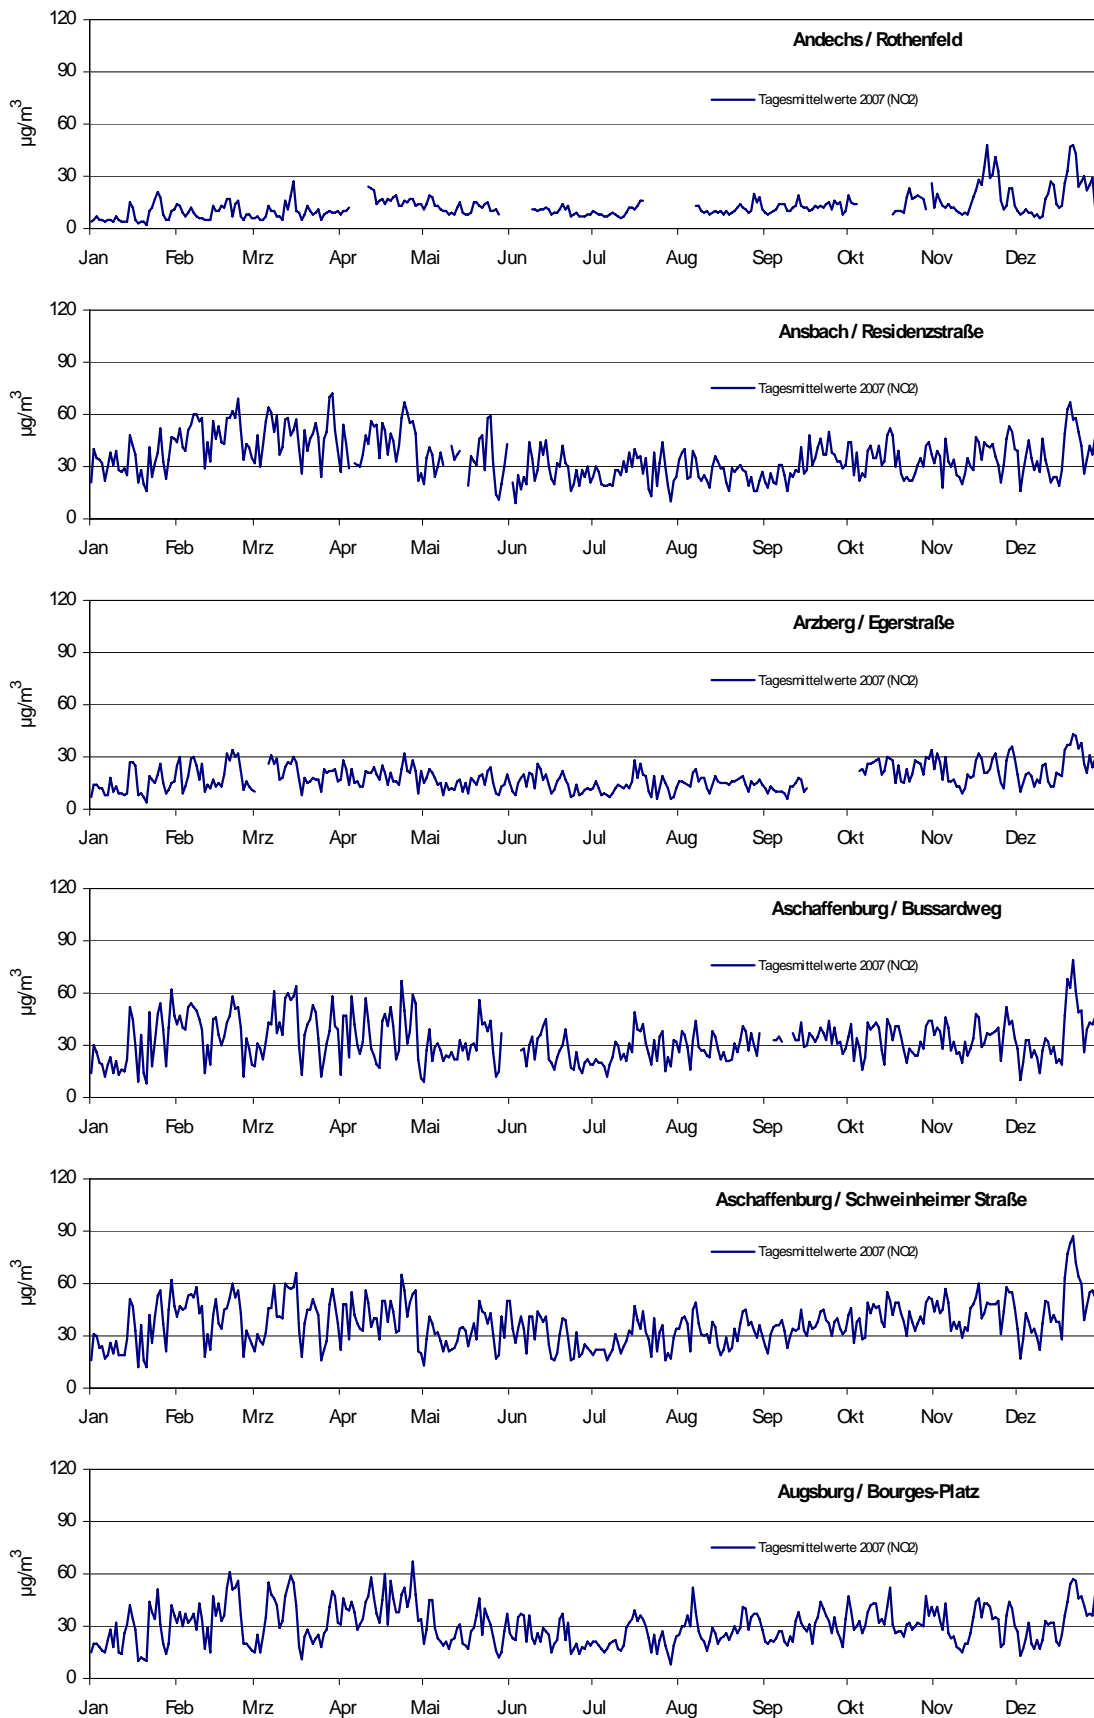 120
Andechs / Rothenfeld
90
Tagesmittelwerte 2007 (NO2)
µg/m³
60
30
0
Jan Feb Mrz Apr Mai Jun Jul Aug Sep Okt Nov Dez
120
Ansbach / Residenzstraße
90
Tagesmittelwerte 2007 (NO2)
µg/m³
60
30
0
Jan Feb Mrz Apr Mai Jun Jul Aug Sep Okt Nov Dez
120
Arzberg / Egerstraße
90
Tagesmittelwerte 2007 (NO2)
µg/m³
60
30
0
Jan Feb Mrz Apr Mai Jun Jul Aug Sep Okt Nov Dez
120
Aschaffenburg / Bussardweg
90
Tagesmittelwerte 2007 (NO2)
µg/m³
60
30
0
Jan Feb Mrz Apr Mai Jun Jul Aug Sep Okt Nov Dez
120
Aschaffenburg / Schweinheimer Straße
90
Tagesmittelwerte 2007 (NO2)
µg/m³
60
30
0
Jan Feb Mrz Apr Mai Jun Jul Aug Sep Okt Nov Dez
120
Augsburg / Bourges-Platz
90
Tagesmittelwerte 2007 (NO2)
µg/m³
60
30
0
Jan Feb Mrz Apr Mai Jun Jul Aug Sep Okt Nov Dez